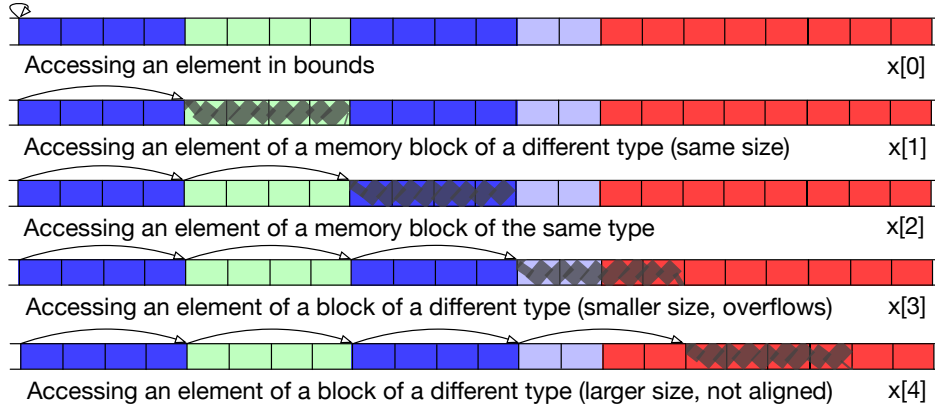 Accessing an element in bounds x[0]
Accessing an element of a memory block of a different type (same size) x[1]
Accessing an element of a memory block of the same type x[2]
Accessing an element of a block of a different type (smaller size, overflows) x[3]
Accessing an element of a block of a different type (larger size, not aligned) x[4]